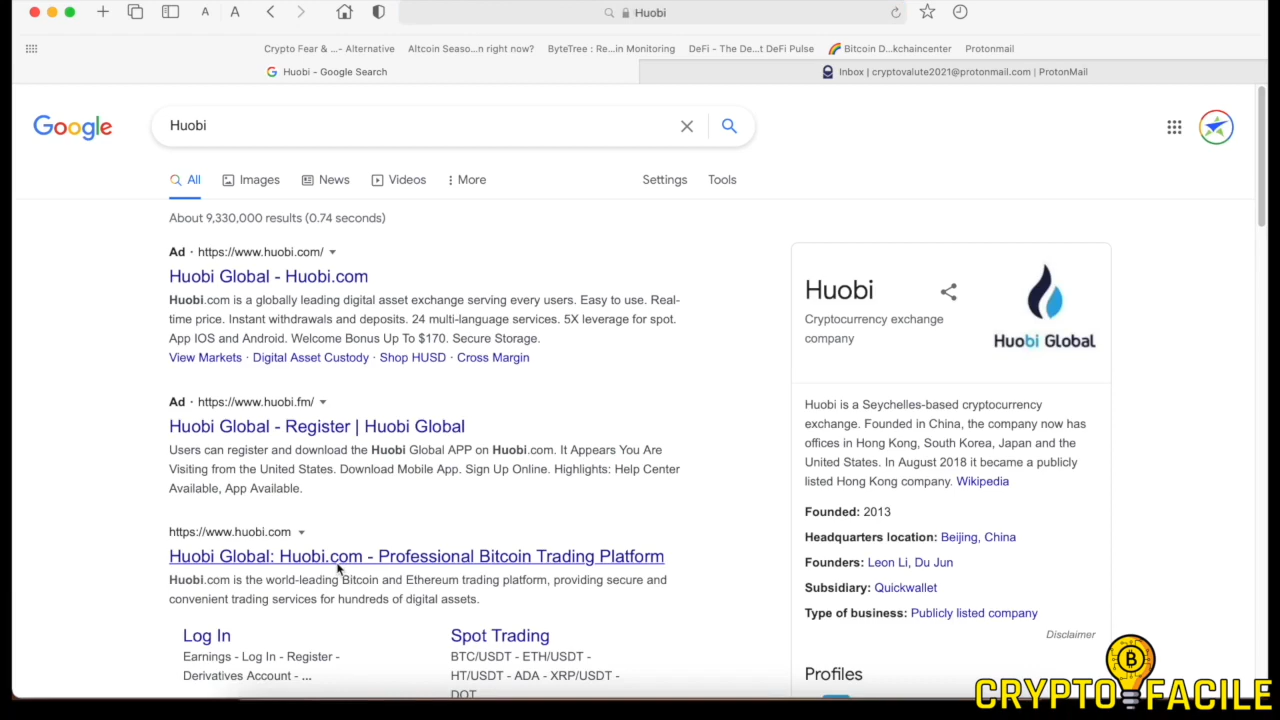 A A
Huobi
Crypto Fear & ...- Alternative Altcoin Seaso...n right now? ByteTree : Re...in Monitoring DeFi - The De...t DeFi Pulse Bitcoin D...kchaincenter Protonmail
Huobi - Google Search
Inbox | cryptovalute2021@protonmail.com | ProtonMail
Google
Huobi
All Images News Videos More Settings Tools
About 9,330,000 results (0.74 seconds)
Ad · https://www.huobi.com/
Huobi Global - Huobi.com
Huobi.com is a globally leading digital asset exchange serving every users. Easy to use. Real-
time price. Instant withdrawals and deposits. 24 multi-language services. 5X leverage for spot.
App IOS and Android. Welcome Bonus Up To $170. Secure Storage.
View Markets · Digital Asset Custody · Shop HUSD · Cross Margin
Ad · https://www.huobi.fm/
Huobi Global - Register | Huobi Global
Users can register and download the Huobi Global APP on Huobi.com. It Appears You Are
Visiting from the United States. Download Mobile App. Sign Up Online. Highlights: Help Center
Available, App Available.
https://www.huobi.com
Huobi Global: Huobi.com - Professional Bitcoin Trading Platform
Huobi.com is the world-leading Bitcoin and Ethereum trading platform, providing secure and
convenient trading services for hundreds of digital assets.
Log In
Earnings - Log In - Register -
Derivatives Account - ...
Spot Trading
BTC/USDT - ETH/USDT -
HT/USDT - ADA - XRP/USDT -
DOT
Huobi
Cryptocurrency exchange
company
Huobi Global
Huobi is a Seychelles-based cryptocurrency
exchange. Founded in China, the company now has
offices in Hong Kong, South Korea, Japan and the
United States. In August 2018 it became a publicly
listed Hong Kong company. Wikipedia
Founded: 2013
Headquarters location: Beijing, China
Founders: Leon Li, Du Jun
Subsidiary: Quickwallet
Type of business: Publicly listed company
Disclaimer
Profiles
CRYPTO FACILE